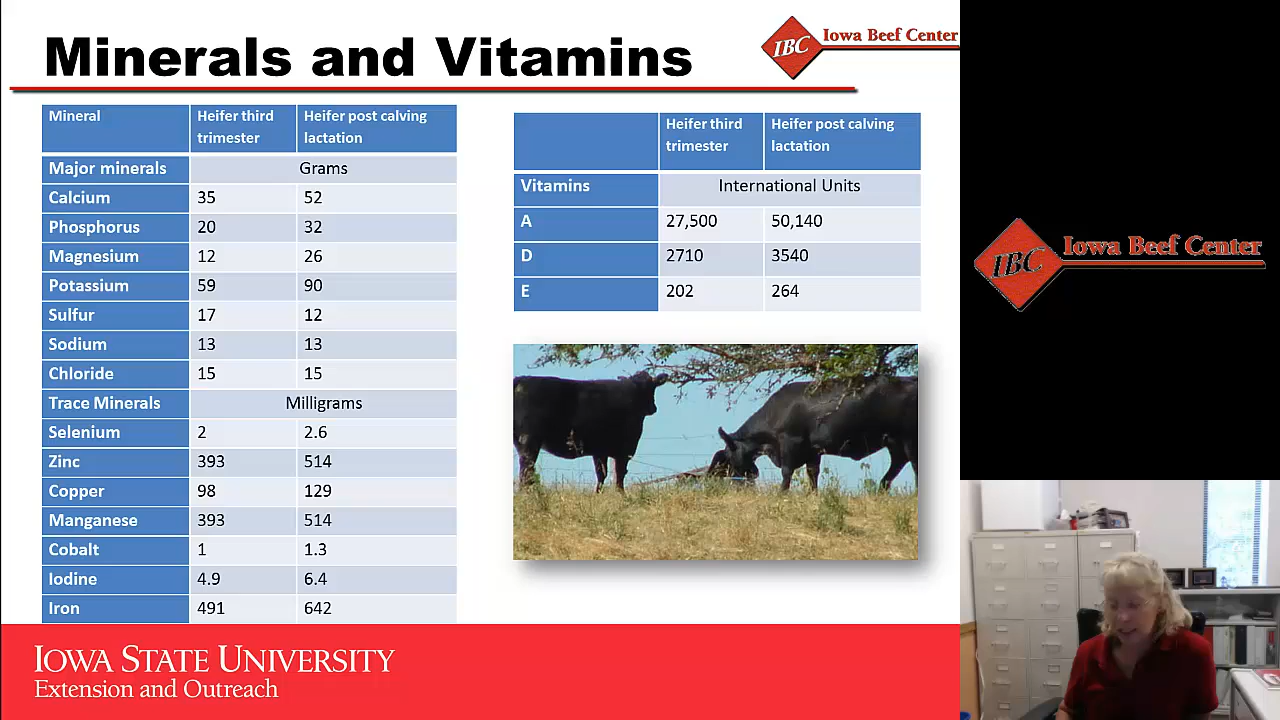 Minerals and Vitamins
IBC Iowa Beef Center
Mineral Heifer third trimester Heifer post calving lactation
Major minerals Grams
Calcium 35 52
Phosphorus 20 32
Magnesium 12 26
Potassium 59 90
Sulfur 17 12
Sodium 13 13
Chloride 15 15
Trace Minerals Milligrams
Selenium 2 2.6
Zinc 393 514
Copper 98 129
Manganese 393 514
Cobalt 1 1.3
Iodine 4.9 6.4
Iron 491 642
Heifer third trimester Heifer post calving lactation
Vitamins International Units
A 27,500 50,140
D 2710 3540
E 202 264
IBC Iowa Beef Center
IOWA STATE UNIVERSITY
Extension and Outreach